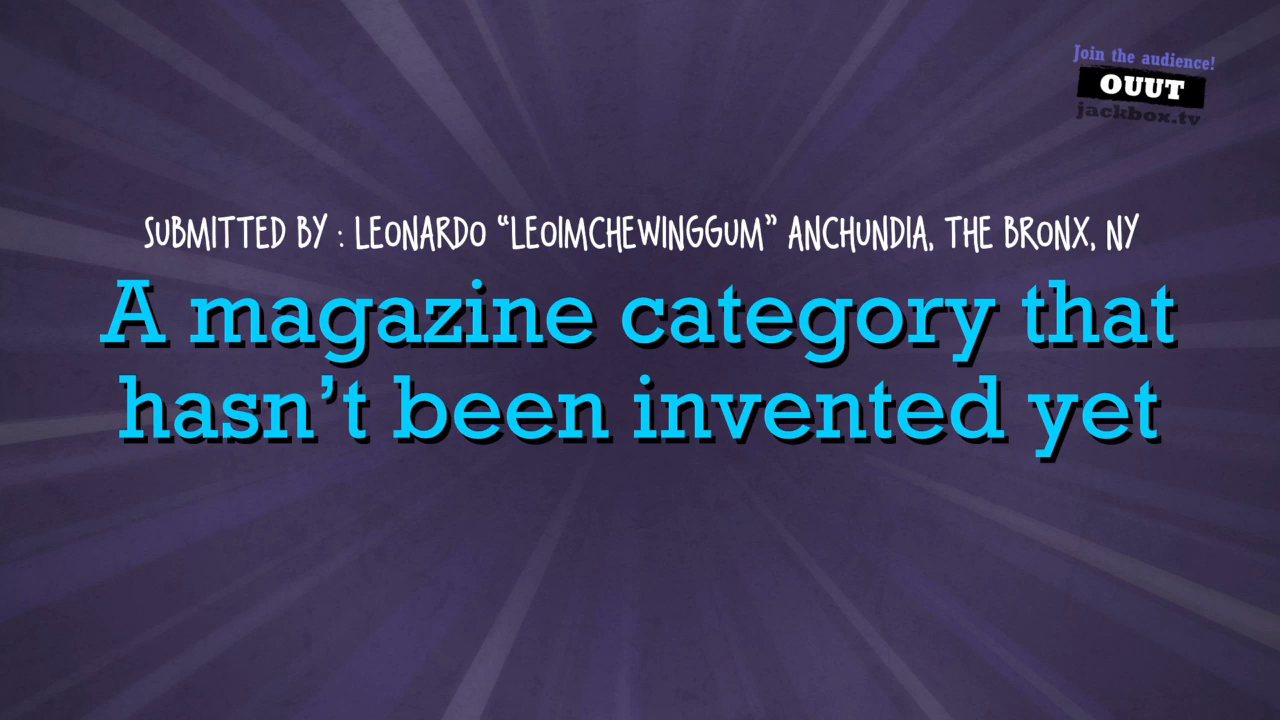 Join the audience!
OUUT
jackbox.tv
SUBMITTED BY : LEONARDO “LEOIMCHEWINGGUM” ANCHUNDIA, THE BRONX, NY
A magazine category that
hasn’t been invented yet